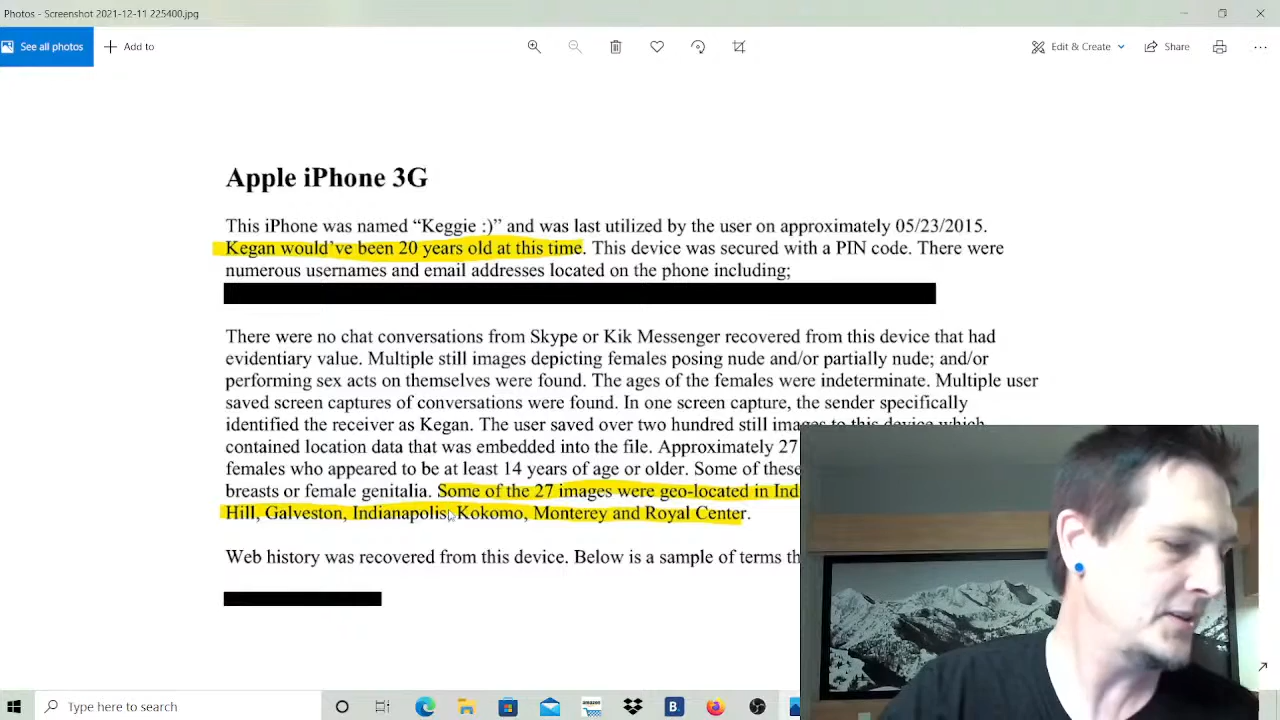 Photos - Screenshot 2021-12-11 225400.jpg
See all photos
Add to
Edit & Create
Share
Apple iPhone 3G
This iPhone was named “Keggie :)” and was last utilized by the user on approximately 05/23/2015.
Kegan would’ve been 20 years old at this time. This device was secured with a PIN code. There were
numerous usernames and email addresses located on the phone including;
There were no chat conversations from Skype or Kik Messenger recovered from this device that had
evidentiary value. Multiple still images depicting females posing nude and/or partially nude; and/or
performing sex acts on themselves were found. The ages of the females were indeterminate. Multiple user
saved screen captures of conversations were found. In one screen capture, the sender specifically
identified the receiver as Kegan. The user saved over two hundred still images to this device which
contained location data that was embedded into the file. Approximately 27
females who appeared to be at least 14 years of age or older. Some of these
breasts or female genitalia. Some of the 27 images were geo-located in Ind
Hill, Galveston, Indianapolis, Kokomo, Monterey and Royal Center.
Web history was recovered from this device. Below is a sample of terms th
Type here to search
amazon
B.